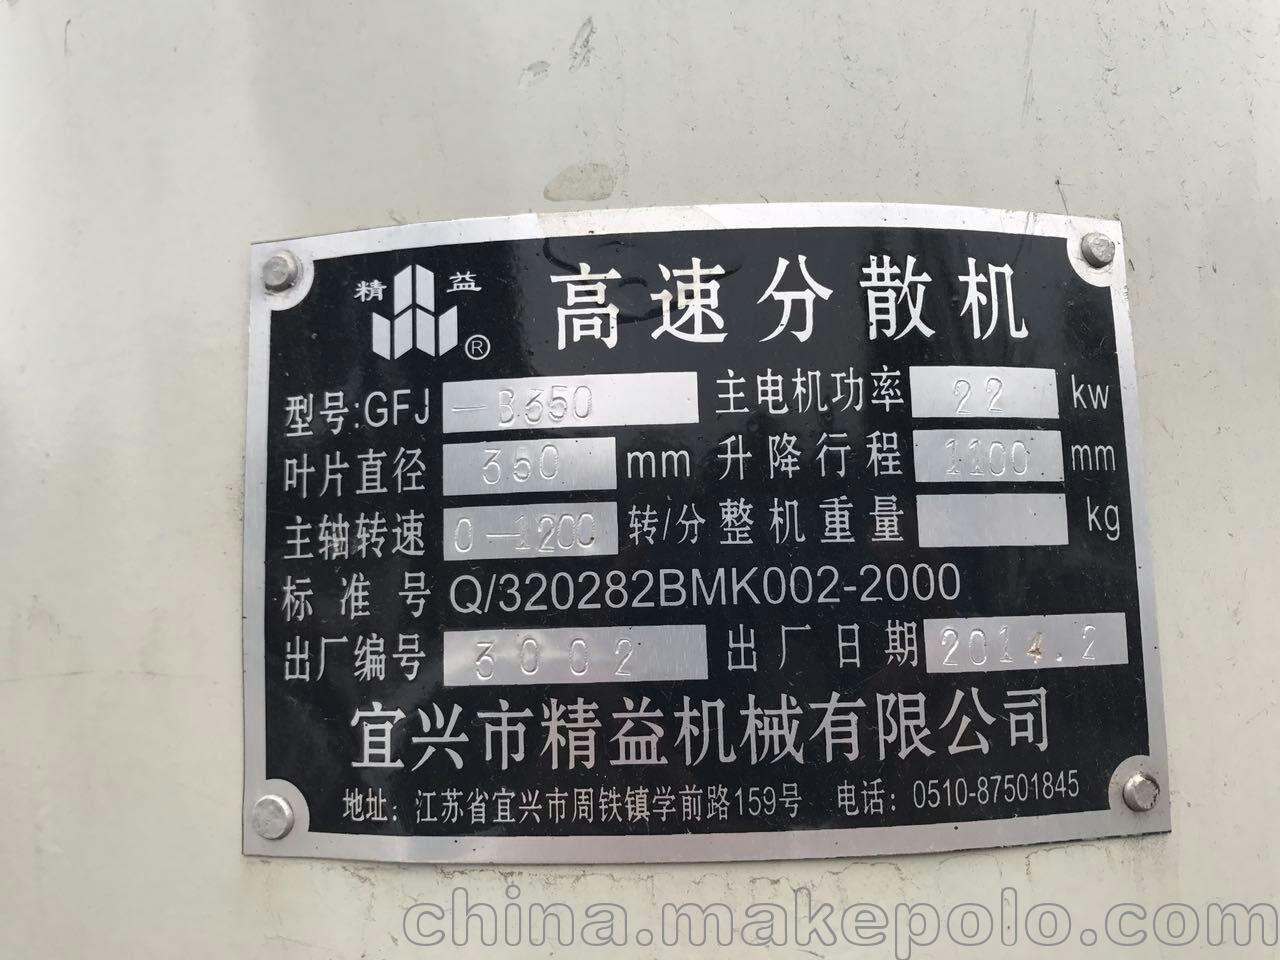 精益® 高速分散机
型号:GFJ -B350 主电机功率 22 kw
叶片直径 350 mm 升降行程 1100 mm
主轴转速 0-1200 转/分 整机重量 kg
标准号 Q/320282BMK002-2000
出厂编号 3002 出厂日期 2014.2
宜兴市精益机械有限公司
地址：江苏省宜兴市周铁镇学前路159号 电话：0510-87501845
china.makepolo.com